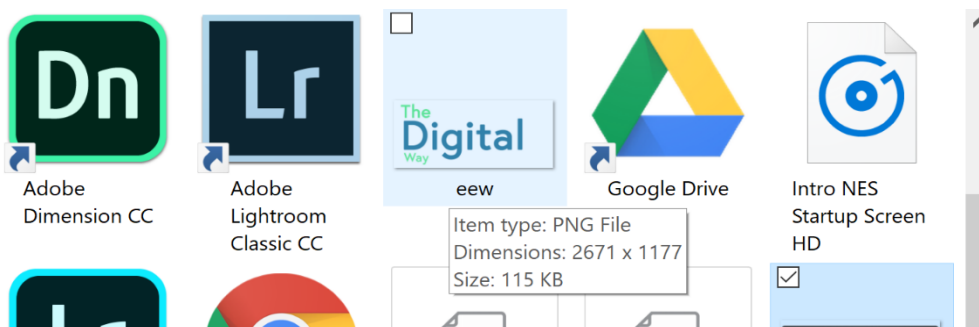 Dn
Lr
The
Digital
Way
Adobe
Dimension CC
Adobe
Lightroom
Classic CC
eew
Google Drive
Intro NES
Startup Screen
HD
Item type: PNG File
Dimensions: 2671 x 1177
Size: 115 KB